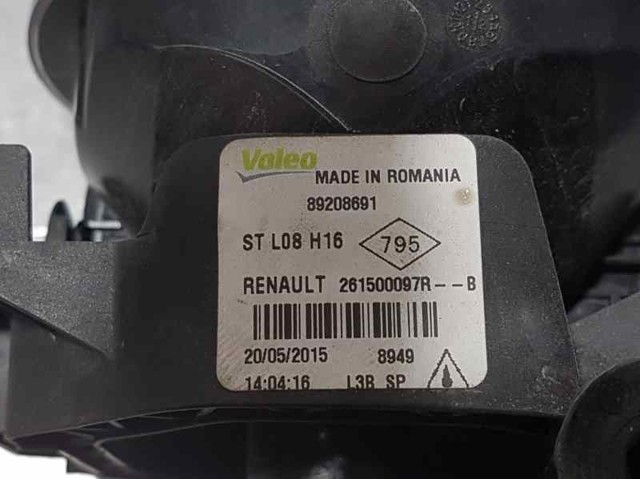 Valeo
MADE IN ROMANIA
89208691
ST L08 H16 795
RENAULT 261500097R--B
20/05/2015 8949
14:04:16 L3B SP